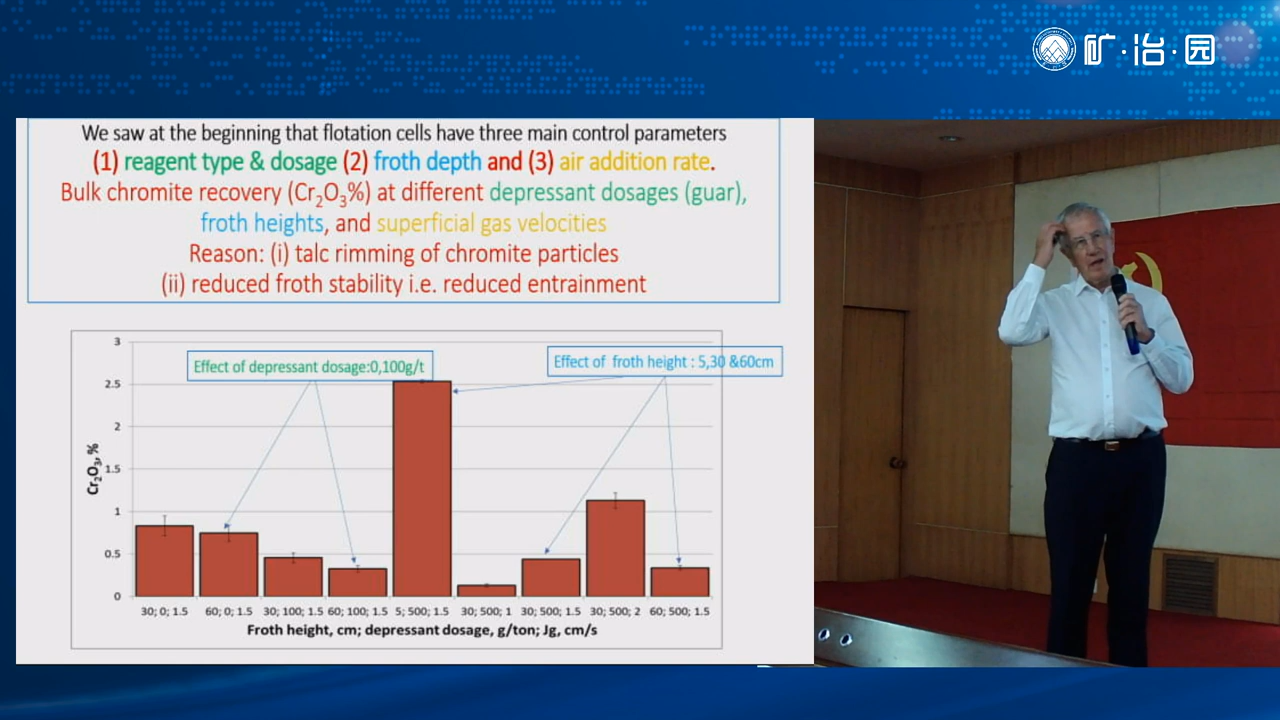 矿·冶·园
We saw at the beginning that flotation cells have three main control parameters
(1) reagent type & dosage (2) froth depth and (3) air addition rate.
Bulk chromite recovery (Cr₂O₃%) at different depressant dosages (guar),
froth heights, and superficial gas velocities
Reason: (i) talc rimming of chromite particles
(ii) reduced froth stability i.e. reduced entrainment
Effect of depressant dosage:0,100g/t
Effect of froth height : 5,30 &60cm
Cr₂O₃, %
3
2.5
2
1.5
1
0.5
0
30; 0; 1.5
60; 0; 1.5
30; 100; 1.5
60; 100; 1.5
5; 500; 1.5
30; 500; 1
30; 500; 1.5
30; 500; 2
60; 500; 1.5
Froth height, cm; depressant dosage, g/ton; Jg, cm/s